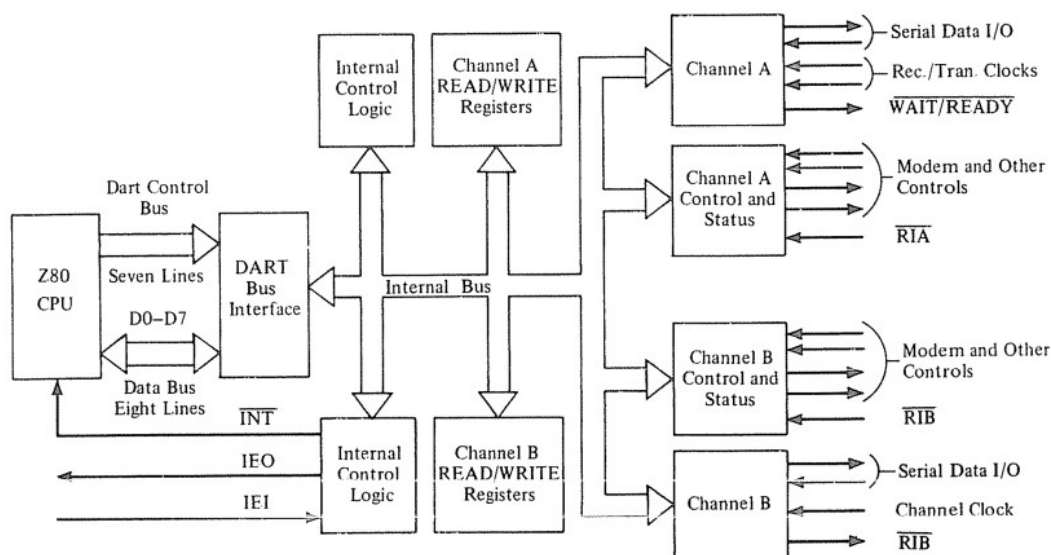 Internal
Control
Logic
Channel A
READ/WRITE
Registers
Channel A
Serial Data I/O
Rec./Tran. Clocks
WAIT/READY
Dart Control
Bus
Seven Lines
Z80
CPU
D0–D7
Data Bus
Eight Lines
DART
Bus
Interface
Internal Bus
Channel A
Control and
Status
Modem and Other
Controls
RIA
Channel B
Control and
Status
Modem and Other
Controls
RIB
INT
IEO
IEI
Internal
Control
Logic
Channel B
READ/WRITE
Registers
Channel B
Serial Data I/O
Channel Clock
RIB